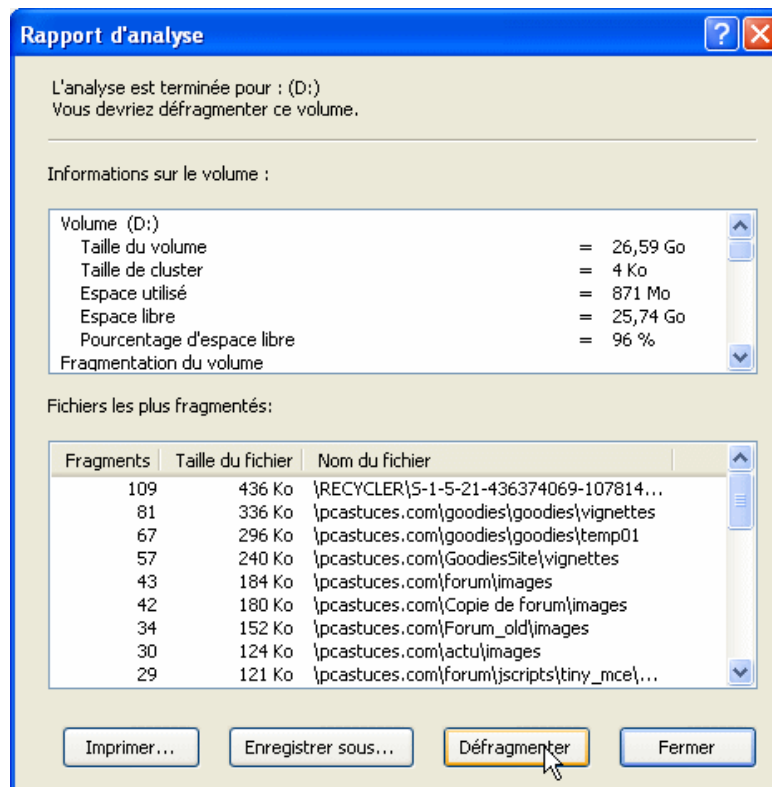 Rapport d'analyse
L'analyse est terminée pour : (D:)
Vous devriez défragmenter ce volume.
Informations sur le volume :
Volume (D:)
Taille du volume = 26,59 Go
Taille de cluster = 4 Ko
Espace utilisé = 871 Mo
Espace libre = 25,74 Go
Pourcentage d'espace libre = 96 %
Fragmentation du volume
Fichiers les plus fragmentés:
Fragments Taille du fichier Nom du fichier
109 436 Ko \RECYCLER\S-1-5-21-436374069-107814...
81 336 Ko \pcastuces.com\goodies\goodies\vignettes
67 296 Ko \pcastuces.com\goodies\goodies\temp01
57 240 Ko \pcastuces.com\GoodiesSite\vignettes
43 184 Ko \pcastuces.com\forum\images
42 180 Ko \pcastuces.com\Copie de forum\images
34 152 Ko \pcastuces.com\Forum_old\images
30 124 Ko \pcastuces.com\actu\images
29 121 Ko \pcastuces.com\forum\jscripts\tiny_mce\...
Imprimer... Enregistrer sous... Défragmenter Fermer